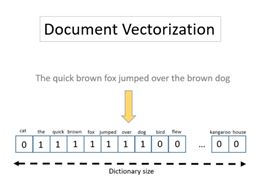 Document Vectorization
The quick brown fox jumped over the brown dog
cat the quick brown fox jumped over dog bird flew kangaroo house
0 1 1 1 1 1 1 1 0 0 ... 0 0
Dictionary size